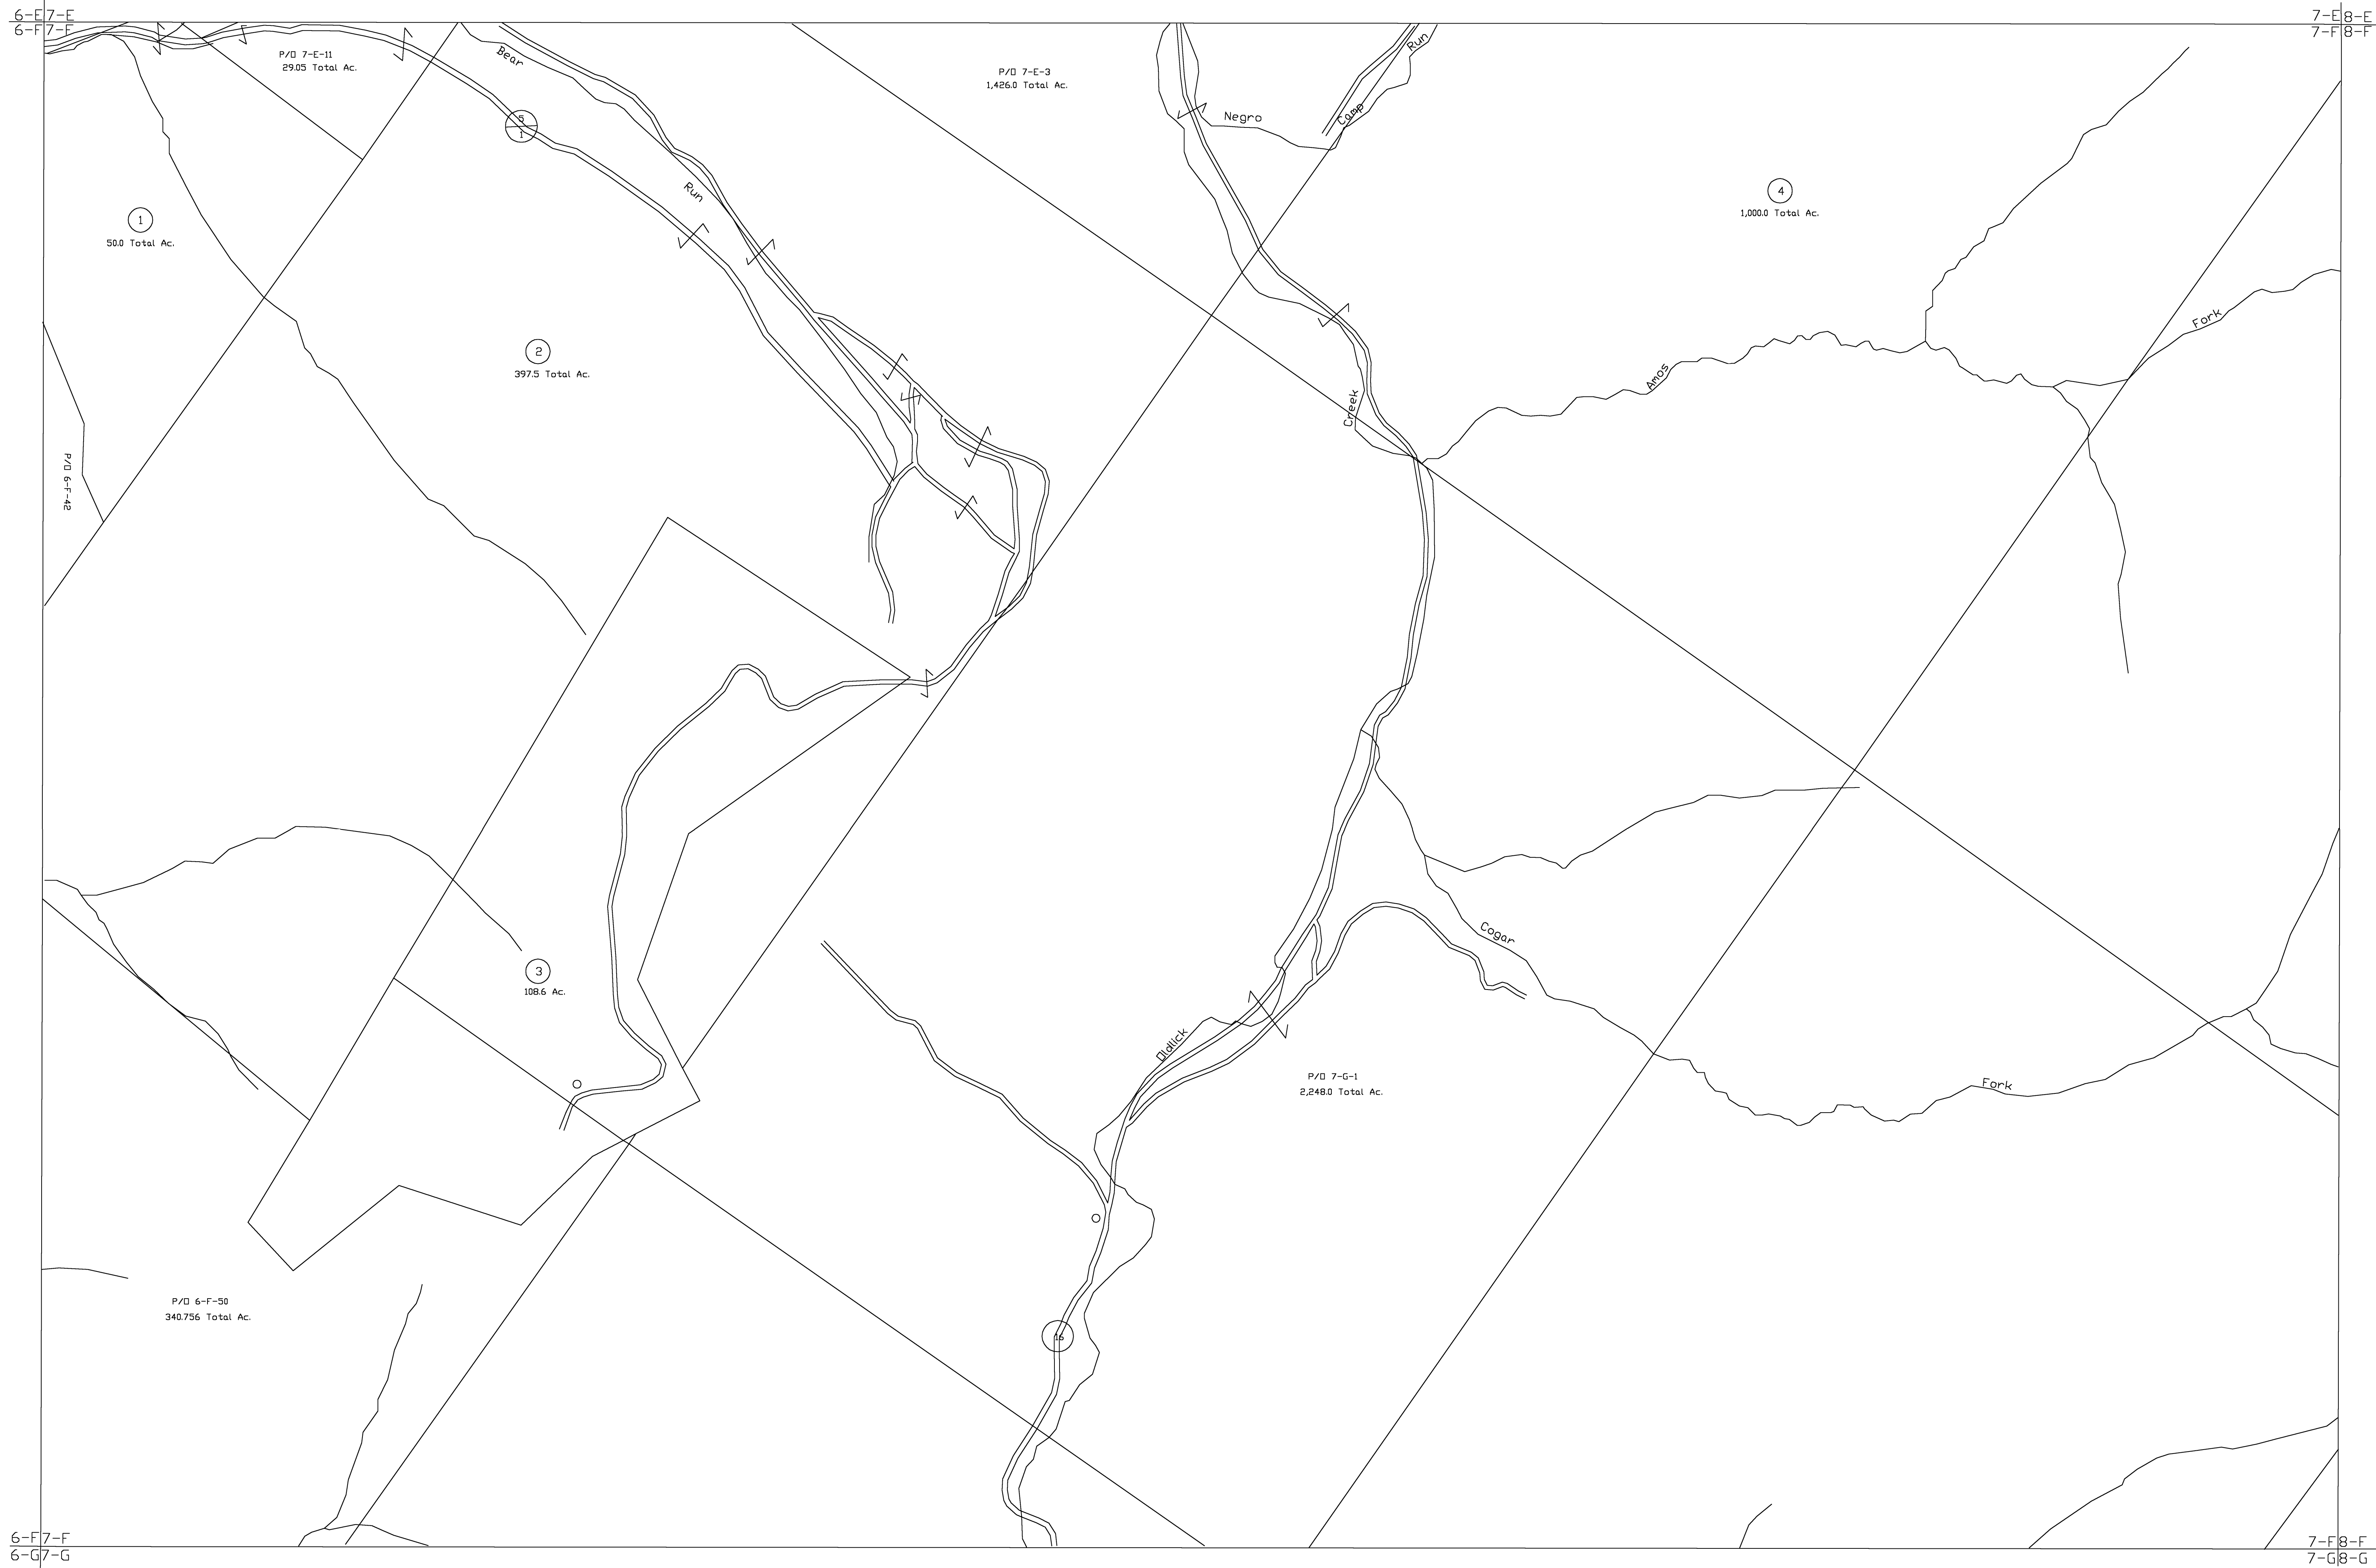 6-E 7-E
6-F 7-F
7-E 8-E
7-F 8-F
P/O 7-E-11
29.05 Total Ac.
Bear
Run
5
1
P/O 7-E-3
1,426.0 Total Ac.
Negro
Camp
Run
4
1,000.0 Total Ac.
1
50.0 Total Ac.
2
397.5 Total Ac.
Fork
Amos
Creek
P/O 6-F-42
Cogar
3
108.6 Ac.
Oldlick
P/O 7-G-1
2,248.0 Total Ac.
Fork
P/O 6-F-50
340.756 Total Ac.
16
6-F 7-F
6-G 7-G
7-F 8-F
7-G 8-G